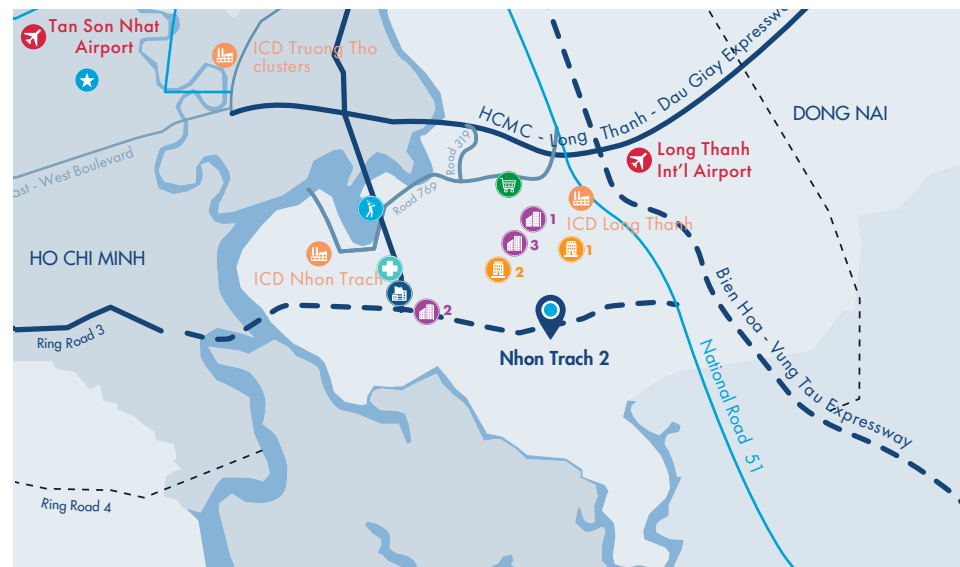 Tan Son Nhat
Airport
ICD Truong Tho
clusters
HCMC - Long Thanh - Dau Giay Expressway
DONG NAI
Road 319
Long Thanh
Int'l Airport
East - West Boulevard
Road 769
1
ICD Long Thanh
3
1
HO CHI MINH
ICD Nhon Trach
2
2
Bien Hoa - Vung Tau Expressway
Ring Road 3
Nhon Trach 2
National Road 51
Ring Road 4